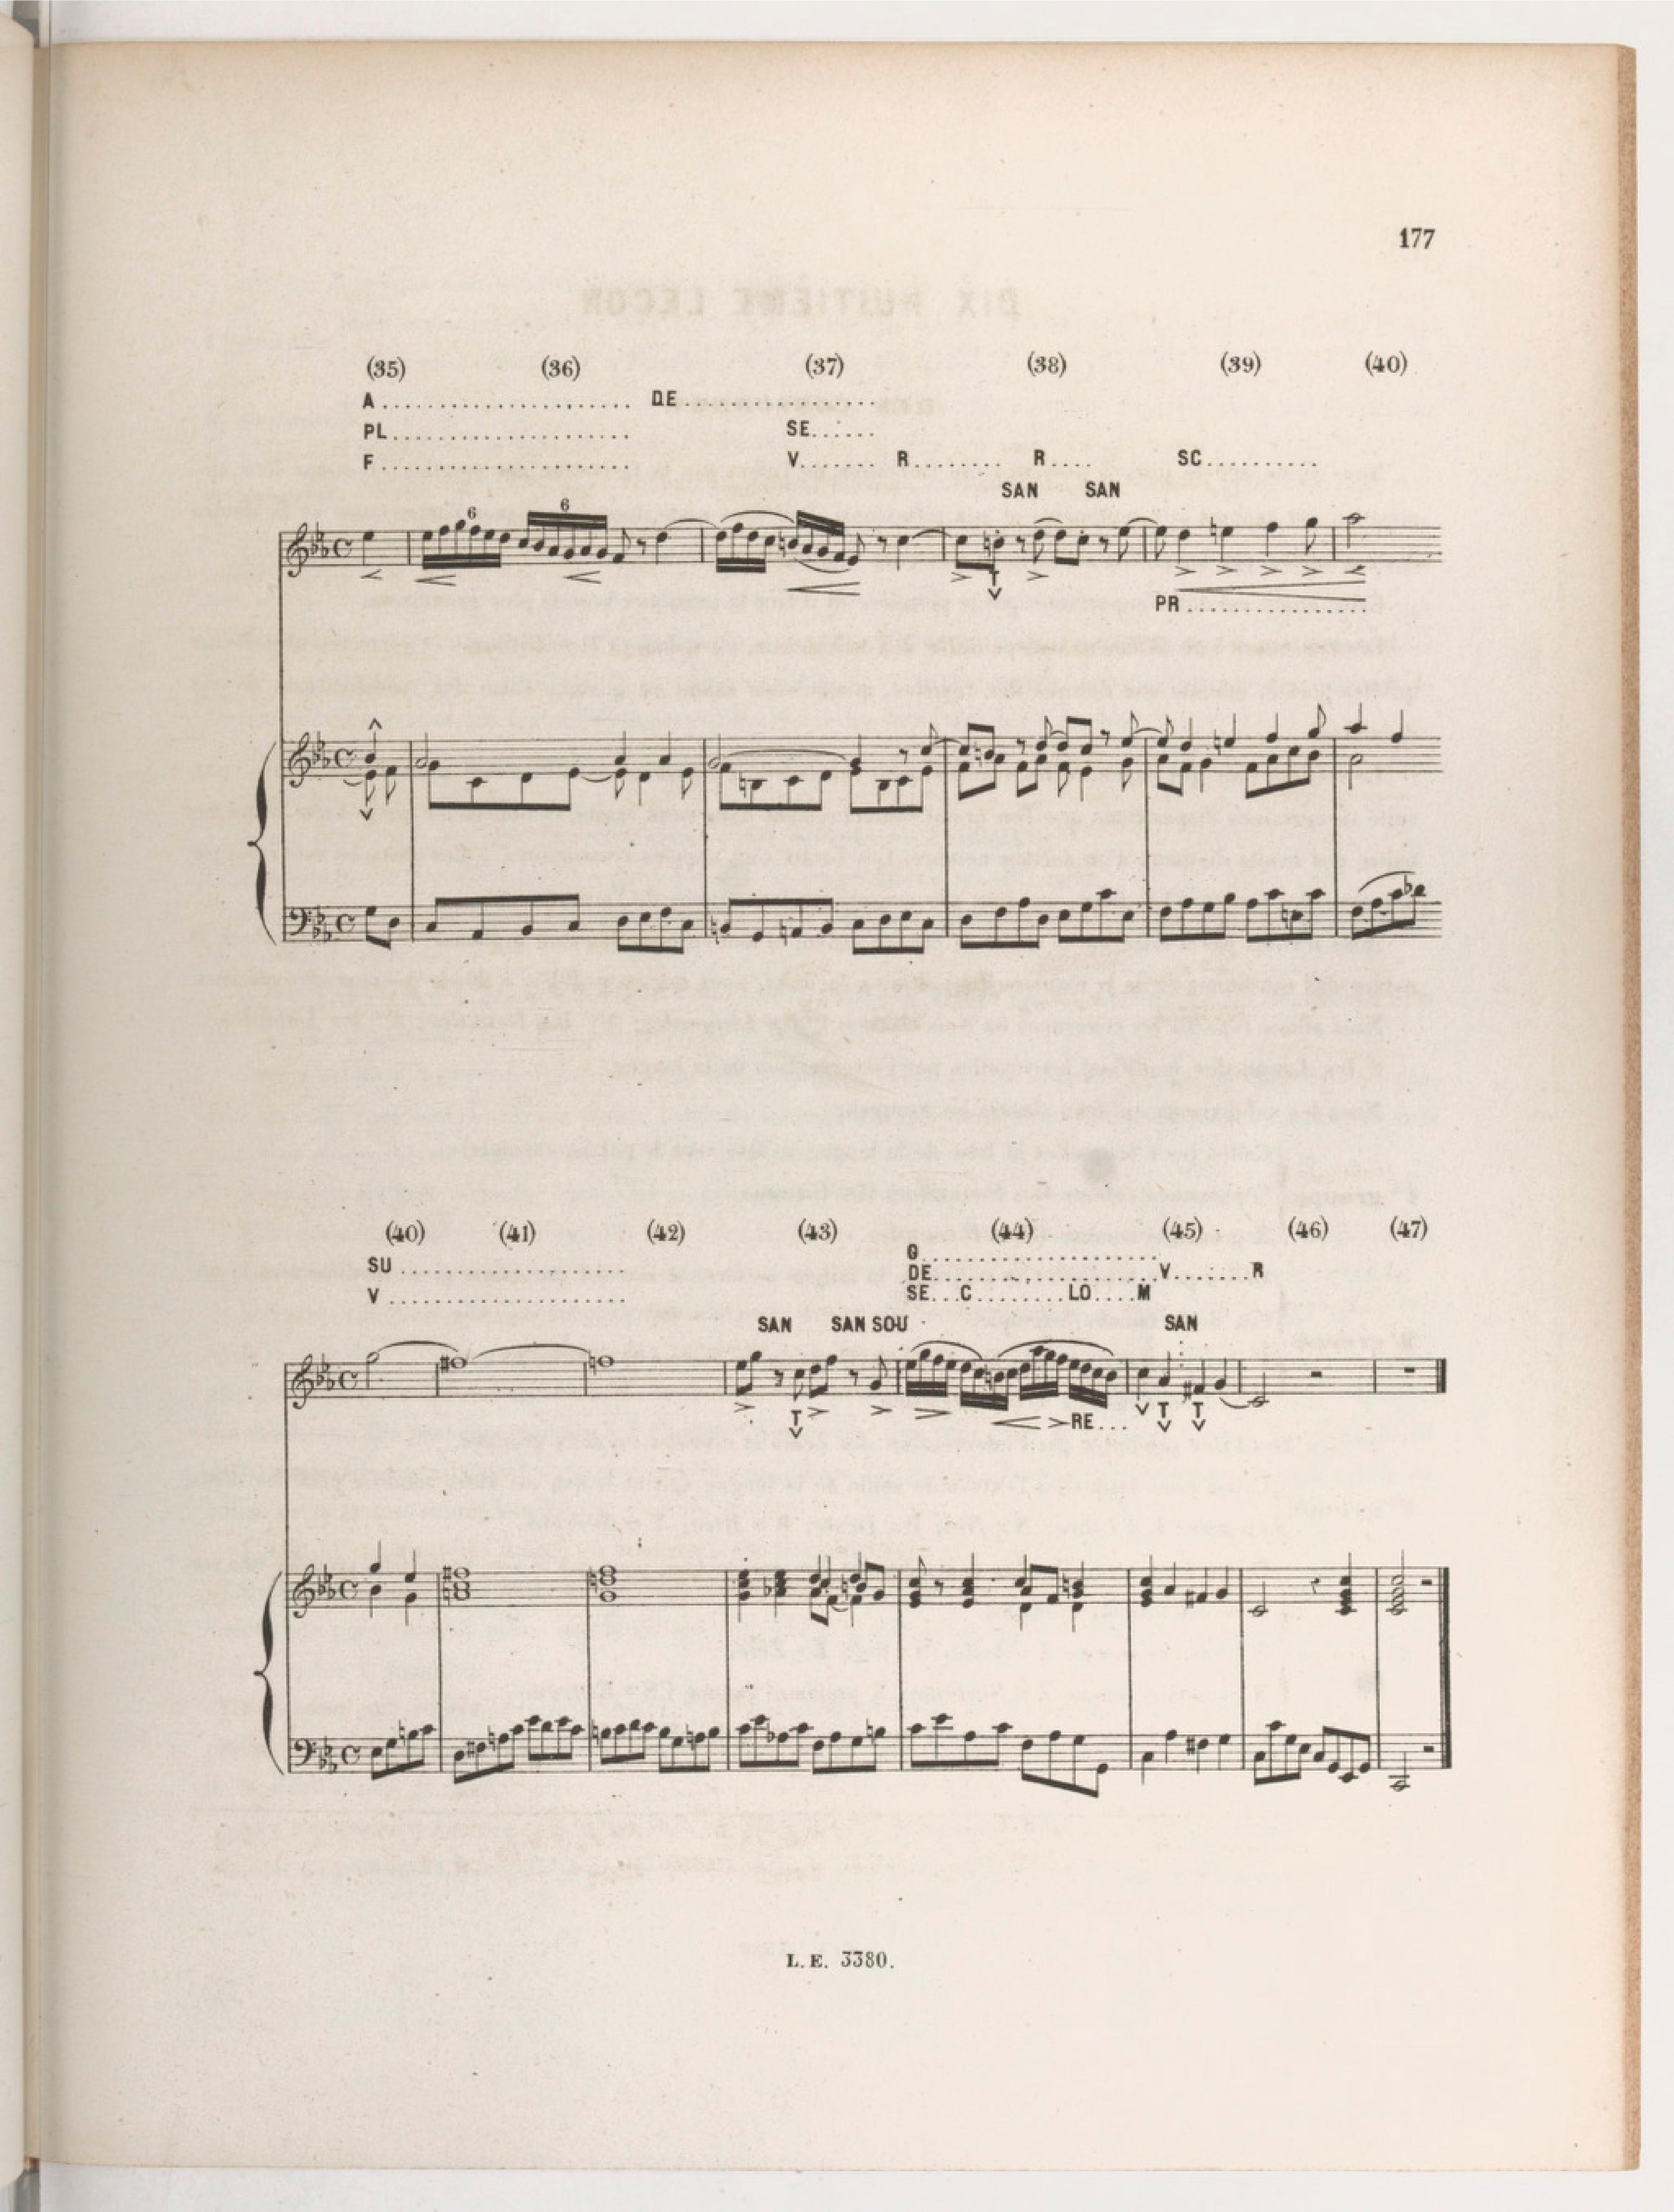 177
(35) (36) (37) (38) (39) (40)
A...................... DE.................
PL..................... SE......
F...................... V....... R........ R.... SC..........
SAN SAN
6 6
T
PR................
(40) (41) (42) (43) (44) (45) (46) (47)
G.........................
SU...................... DE....................V.......R
V...................... SE...C........LO....M
SAN SAN SOU SAN
T RE... T T
L. E. 3380.